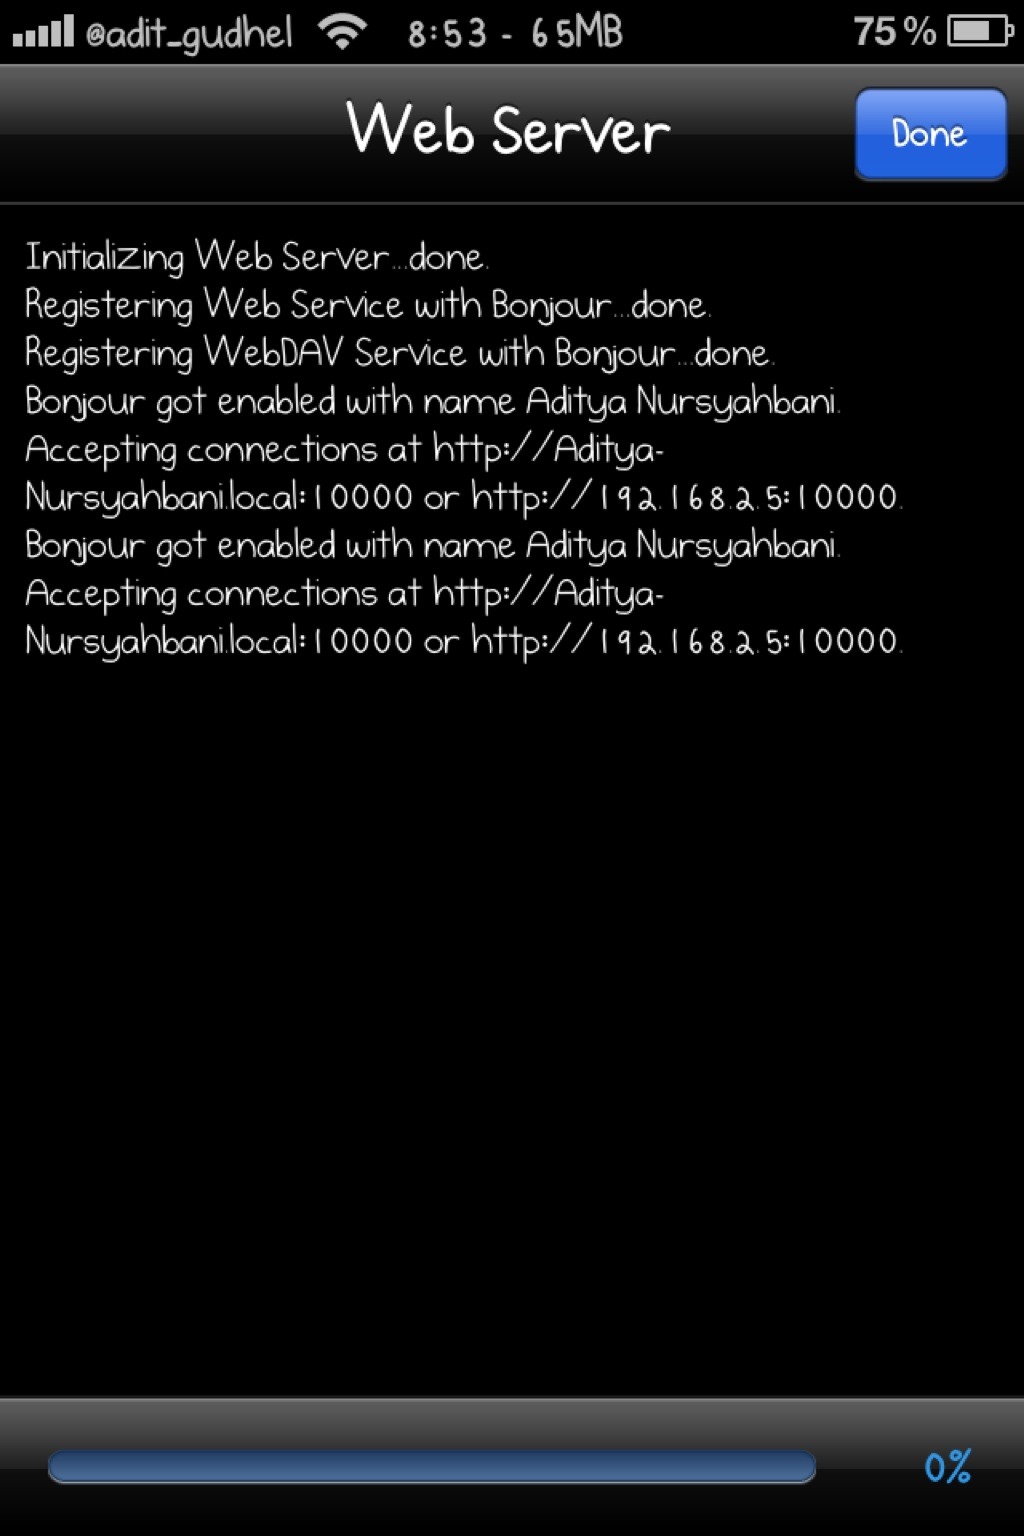 @adit_gudhel 8:53 - 65MB 75%
Web Server
Done
Initializing Web Server...done.
Registering Web Service with Bonjour...done.
Registering WebDAV Service with Bonjour...done.
Bonjour got enabled with name Aditya Nursyahbani.
Accepting connections at http://Aditya-
Nursyahbani.local:10000 or http://192.168.2.5:10000.
Bonjour got enabled with name Aditya Nursyahbani.
Accepting connections at http://Aditya-
Nursyahbani.local:10000 or http://192.168.2.5:10000.
0%